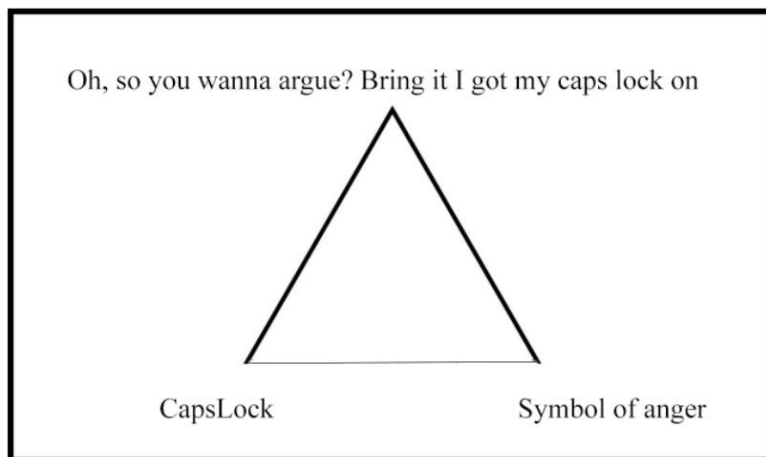 Oh, so you wanna argue? Bring it I got my caps lock on
CapsLock
Symbol of anger